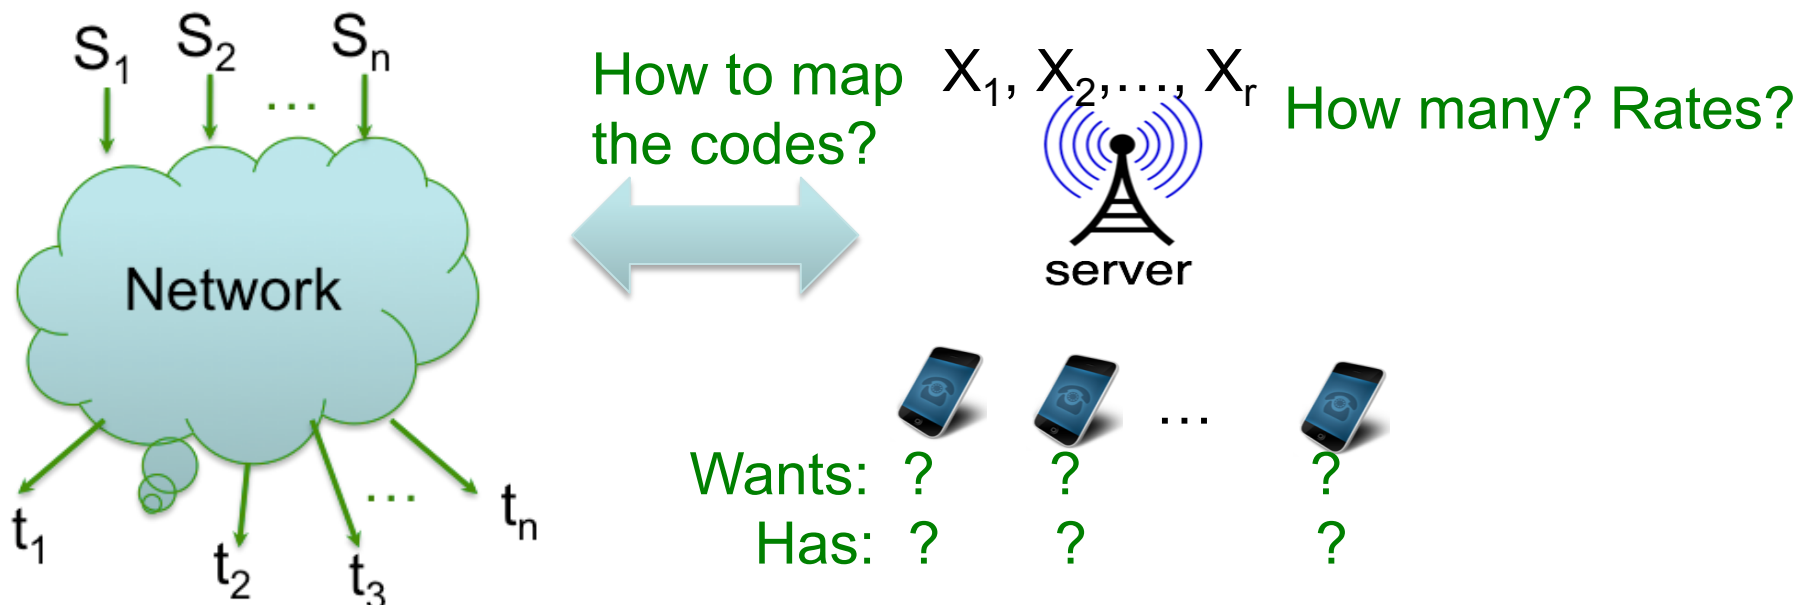 S₁ S₂ ... Sₙ
Network
t₁ t₂ t₃ ... tₙ
How to map
the codes?
X₁, X₂,..., Xᵣ
How many? Rates?
server
...
Wants: ? ? ?
Has: ? ? ?